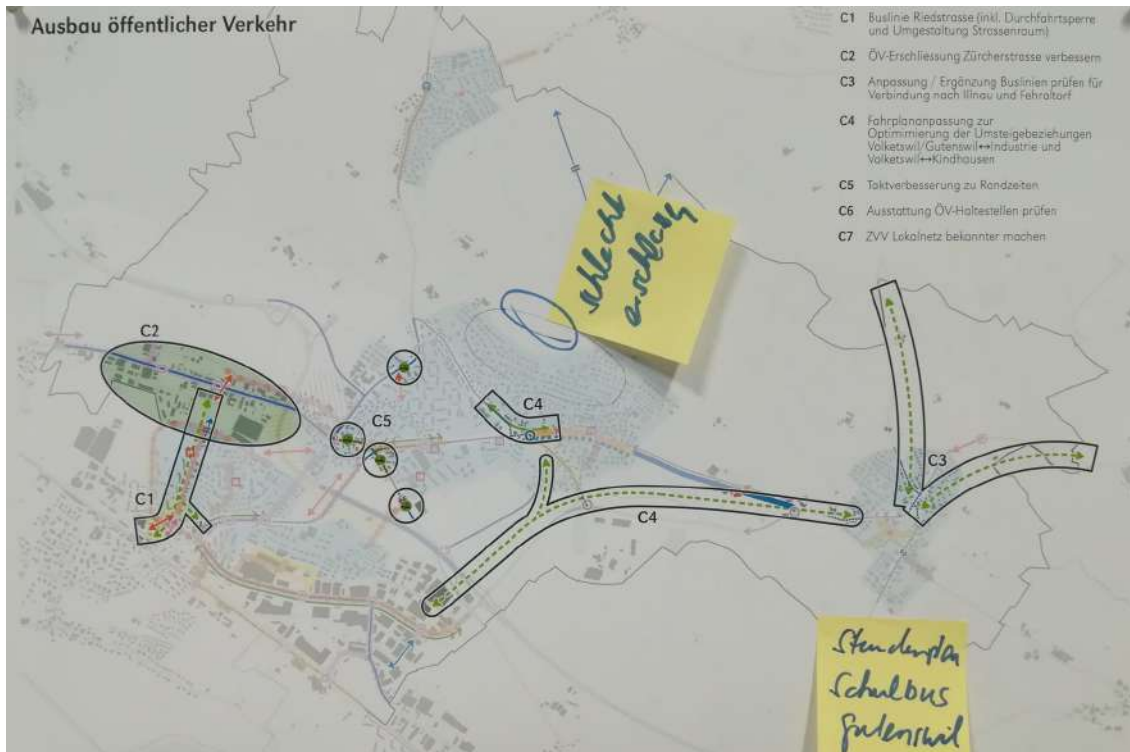 Ausbau öffentlicher Verkehr
C1 Buslinie Riedstrasse (inkl. Durchfahrtsperre
und Umgestaltung Strassenraum)
C2 ÖV-Erschliessung Zürcherstrasse verbessern
C3 Anpassung / Ergänzung Buslinien prüfen für
Verbindung nach Illnau und Fehraltorf
C4 Fahrplananpassung zur
Optimimierung der Umsteigebeziehungen
Volketswil/Gutenswil↔Industrie und
Volketswil↔Kindhausen
C5 Taktverbesserung zu Randzeiten
C6 Ausstattung ÖV-Haltestellen prüfen
C7 ZVV Lokalnetz bekannter machen
schlecht
erschlossen
C2
C4
C5
C3
C1
C4
Stundenplan
Schulbus
Gutenswil